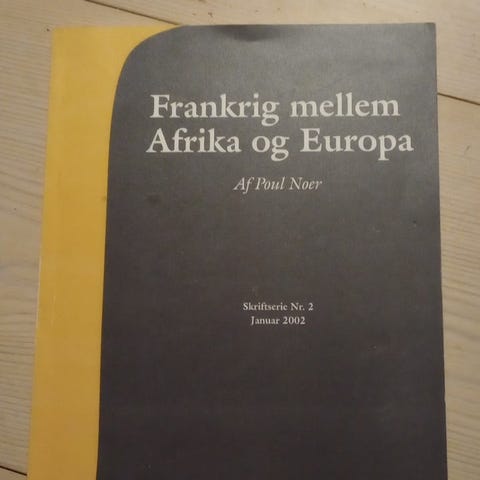 Frankrig mellem
Afrika og Europa
Af Poul Noer
Skriftserie Nr. 2
Januar 2002